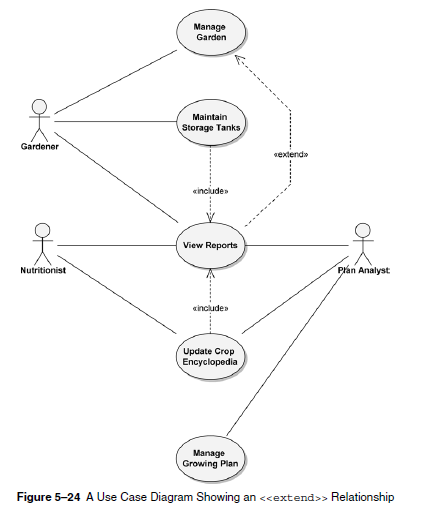 Manage
Garden
Maintain
Storage Tanks
Gardener
«extend»
«include»
View Reports
Nutritionist
Plan Analyst
«include»
Update Crop
Encyclopedia
Manage
Growing Plan
Figure 5–24 A Use Case Diagram Showing an <<extend>> Relationship